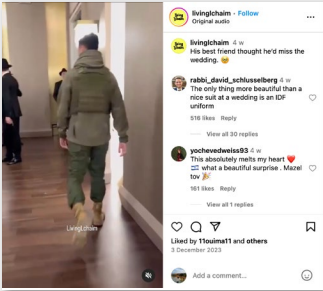 livinglchaim • Follow
Original audio
livinglchaim 4 w
His best friend thought he'd miss the
wedding. 🥹
rabbi_david_schlusselberg 4 w
The only thing more beautiful than a
nice suit at a wedding is an IDF
uniform
516 likes Reply
View all 30 replies
yochevedweiss93 4 w
This absolutely melts my heart ❤️
🇮🇱 what a beautiful surprise . Mazel
tov 🎉
161 likes Reply
View all 1 replies
LivingLchaim
Liked by 11ouima11 and others
3 December 2023
Add a comment...